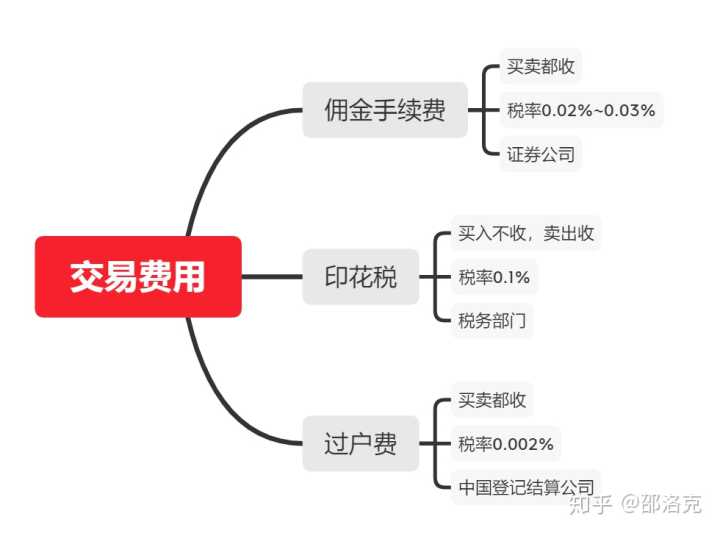 交易费用
佣金手续费
买卖都收
税率0.02%~0.03%
证券公司
印花税
买入不收，卖出收
税率0.1%
税务部门
过户费
买卖都收
税率0.002%
中国登记结算公司
知乎 @邵洛克